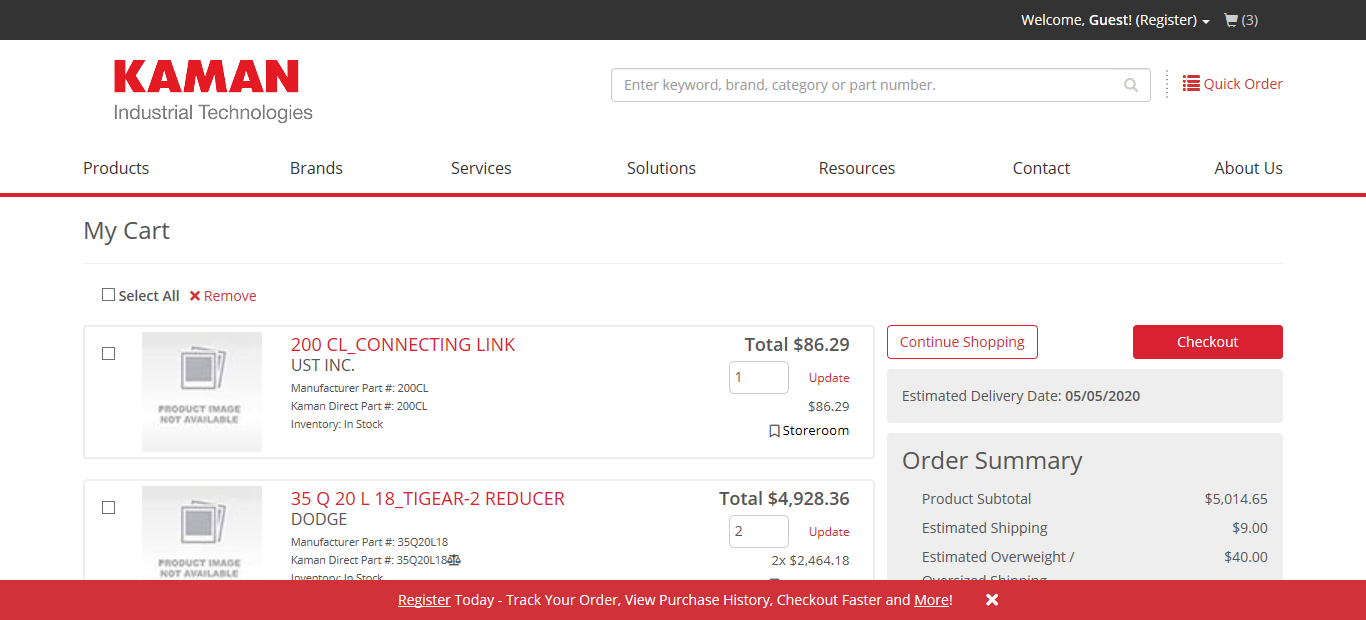 Welcome, Guest! (Register) (3)
KAMAN
Industrial Technologies
Enter keyword, brand, category or part number.
Quick Order
Products Brands Services Solutions Resources Contact About Us
My Cart
Select All Remove
200 CL_CONNECTING LINK
UST INC.
Manufacturer Part #: 200CL
Kaman Direct Part #: 200CL
Inventory: In Stock
PRODUCT IMAGE
NOT AVAILABLE
Total $86.29
1 Update
$86.29
Storeroom
35 Q 20 L 18_TIGEAR-2 REDUCER
DODGE
Manufacturer Part #: 35Q20L18
Kaman Direct Part #: 35Q20L18
Inventory: In Stock
PRODUCT IMAGE
NOT AVAILABLE
Total $4,928.36
2 Update
2x $2,464.18
Continue Shopping
Checkout
Estimated Delivery Date: 05/05/2020
Order Summary
Product Subtotal $5,014.65
Estimated Shipping $9.00
Estimated Overweight / $40.00
Oversized Shipping
Register Today - Track Your Order, View Purchase History, Checkout Faster and More!